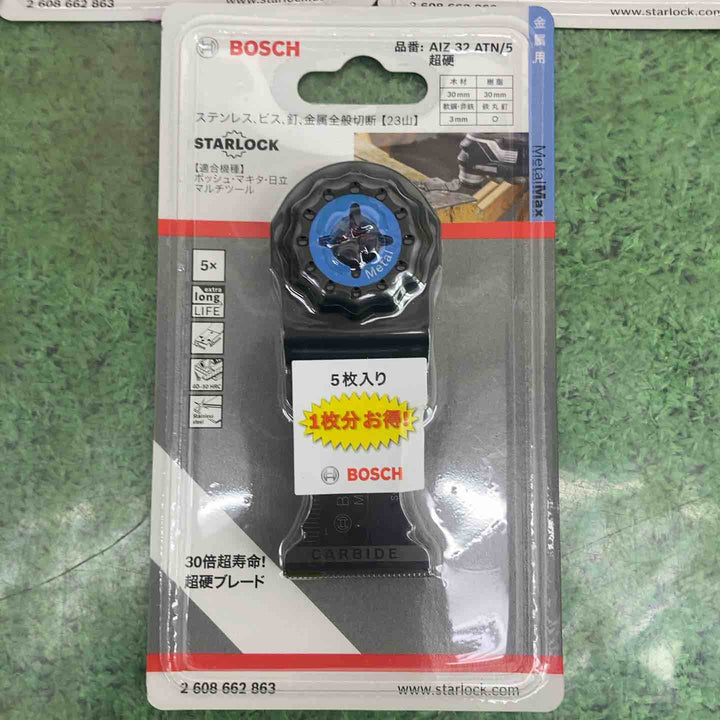 2 608 662 863
www.starlock.com
BOSCH
品番: AIZ 32 ATN/5
超硬
金属用
MetalMax
木材
樹脂
30mm
30mm
軟鋼・非鉄
鉄丸釘
3mm
○
ステンレス、ビス、釘、金属全般切断【23山】
STARLOCK
【適合機種】
ボッシュ・マキタ・日立
マルチツール
Metal
5×
extra
long
LIFE
40-50 HRC
Stainless
steel
5枚入り
1枚分お得!
BOSCH
CARBIDE
30倍超寿命!
超硬ブレード
2 608 662 863
www.starlock.com